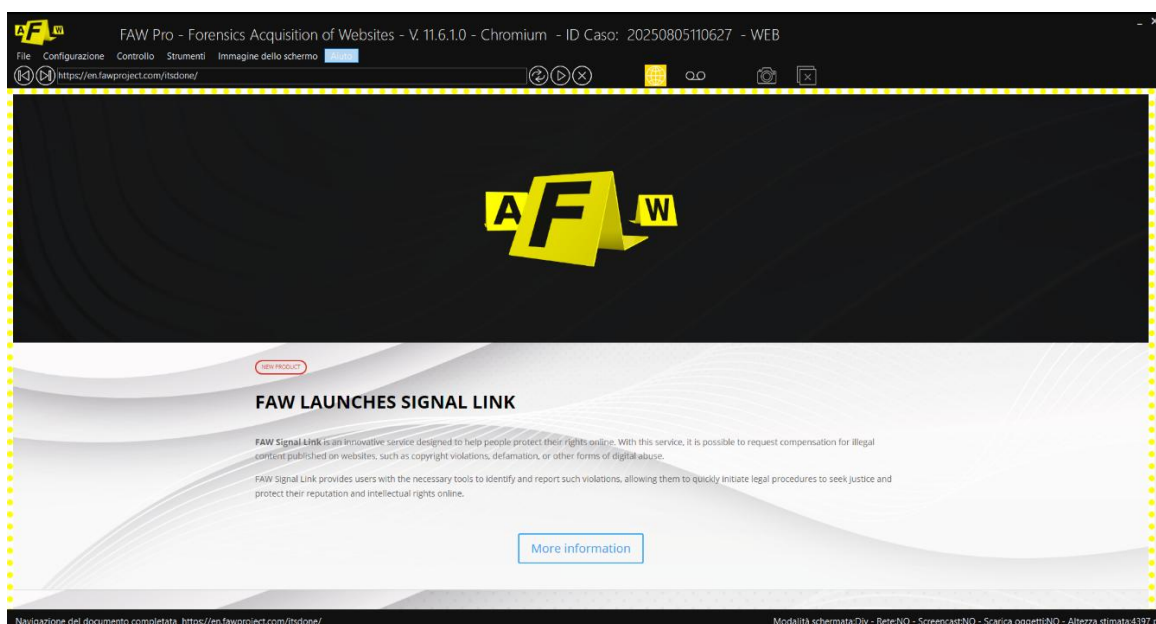 A F W
FAW Pro - Forensics Acquisition of Websites - V. 11.6.1.0 - Chromium - ID Caso: 20250805110627 - WEB
File Configurazione Controllo Strumenti Immagine dello schermo Aiuto
https://en.fawproject.com/itsdone/
A F W
NEW PRODUCT
FAW LAUNCHES SIGNAL LINK
FAW Signal Link is an innovative service designed to help people protect their rights online. With this service, it is possible to request compensation for illegal
content published on websites, such as copyright violations, defamation, or other forms of digital abuse.
FAW Signal Link provides users with the necessary tools to identify and report such violations, allowing them to quickly initiate legal procedures to seek justice and
protect their reputation and intellectual rights online.
More information
Navigazione del documento completata https://en.fawproject.com/itsdone/
Modalità schermata:Div - Rete:NO - Screencast:NO - Scarica oggetti:NO - Altezza stimata:4397